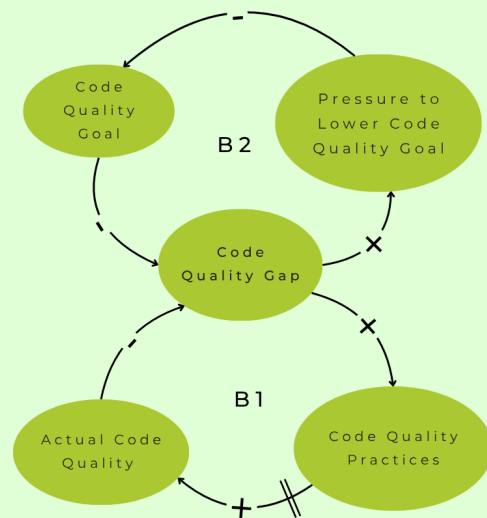 -
Code
Quality
Goal
Pressure to
Lower Code
Quality Goal
B2
-
Code
Quality Gap
+
-
+
B1
Actual Code
Quality
Code Quality
Practices
+